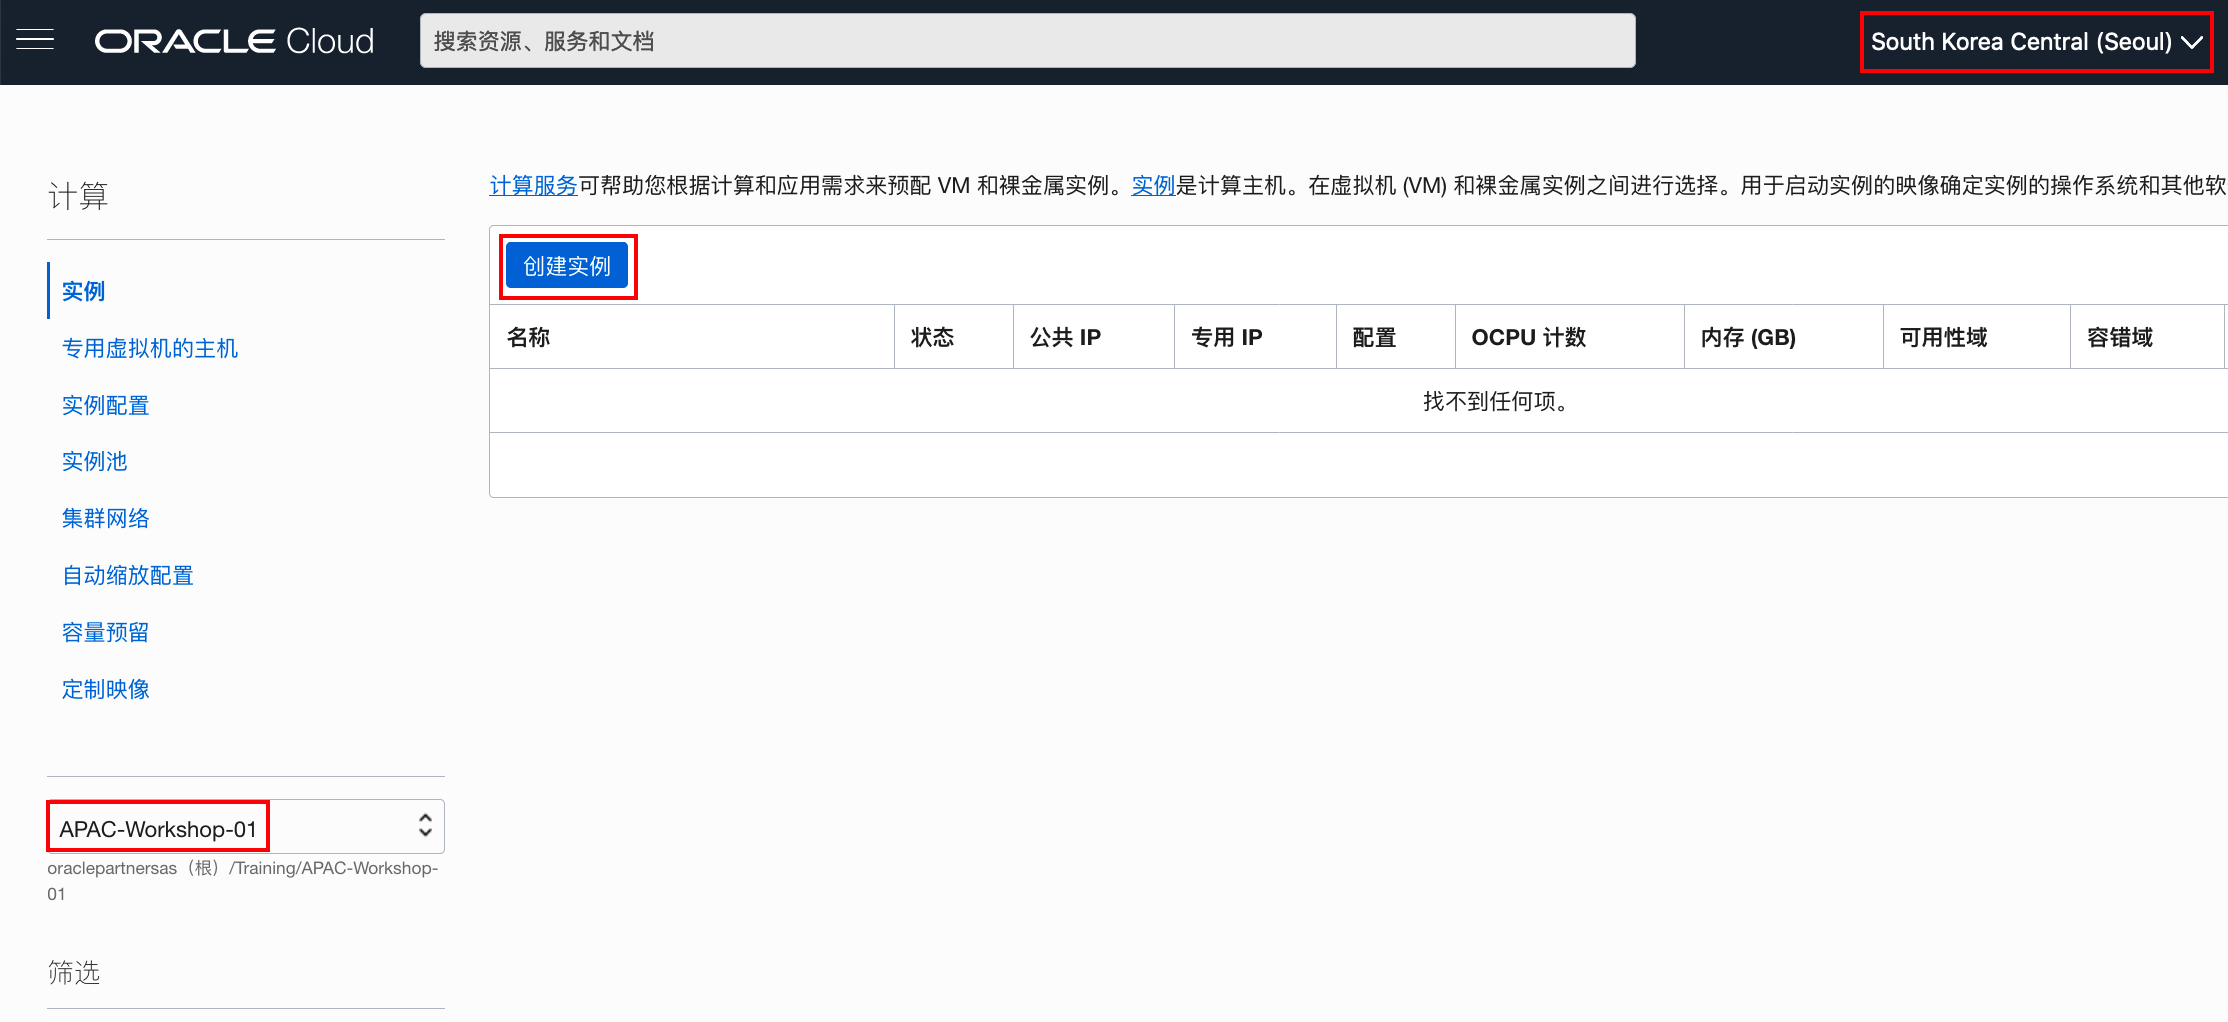 ORACLE Cloud
搜索资源、服务和文档
South Korea Central (Seoul)
计算
实例
专用虚拟机的主机
实例配置
实例池
集群网络
自动缩放配置
容量预留
定制映像
APAC-Workshop-01
oraclepartnersas（根）/Training/APAC-Workshop-
01
筛选
计算服务可帮助您根据计算和应用需求来预配 VM 和裸金属实例。实例是计算主机。在虚拟机 (VM) 和裸金属实例之间进行选择。用于启动实例的映像确定实例的操作系统和其他软
创建实例
名称 状态 公共 IP 专用 IP 配置 OCPU 计数 内存 (GB) 可用性域 容错域
找不到任何项。